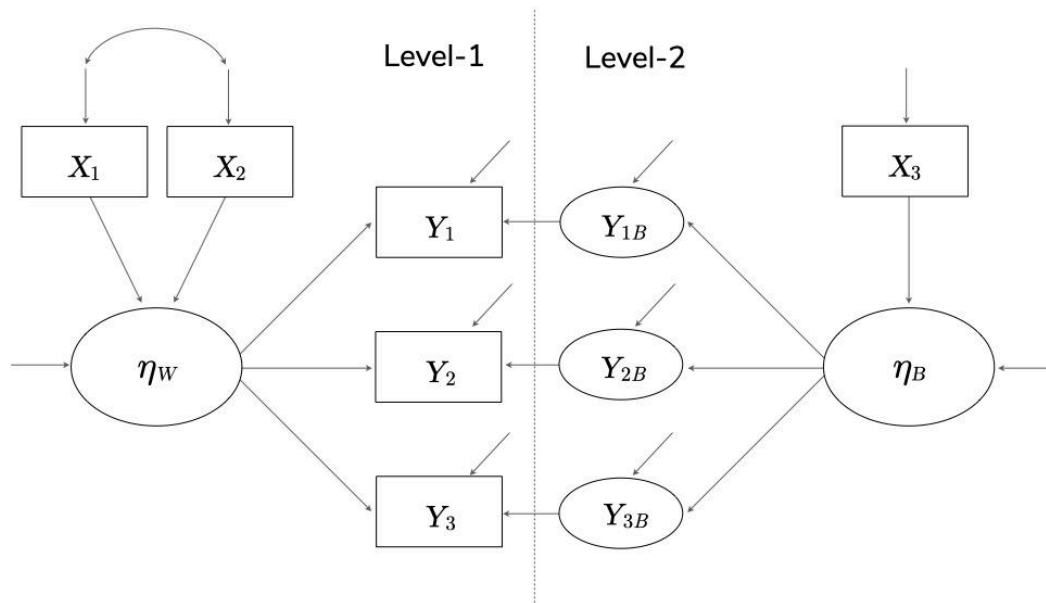 Level-1
Level-2
X₁
X₂
X₃
Y₁
Y₁B
Y₂
Y₂B
Y₃
Y₃B
ηW
ηB